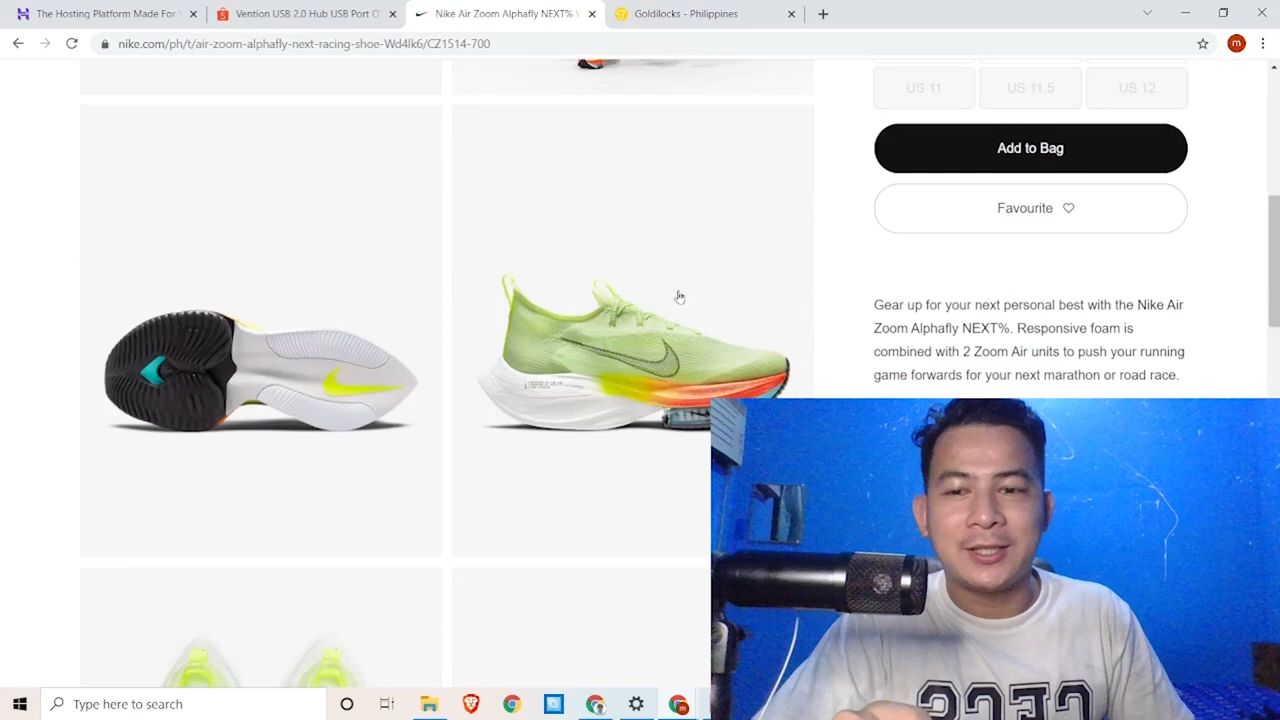 The Hosting Platform Made For Y
Vention USB 2.0 Hub USB Port O
Nike Air Zoom Alphafly NEXT% W
Goldilocks - Philippines
nike.com/ph/t/air-zoom-alphafly-next-racing-shoe-Wd4lk6/CZ1514-700
m
US 11
US 11.5
US 12
Add to Bag
Favourite
Gear up for your next personal best with the Nike Air
Zoom Alphafly NEXT%. Responsive foam is
combined with 2 Zoom Air units to push your running
game forwards for your next marathon or road race.
Type here to search